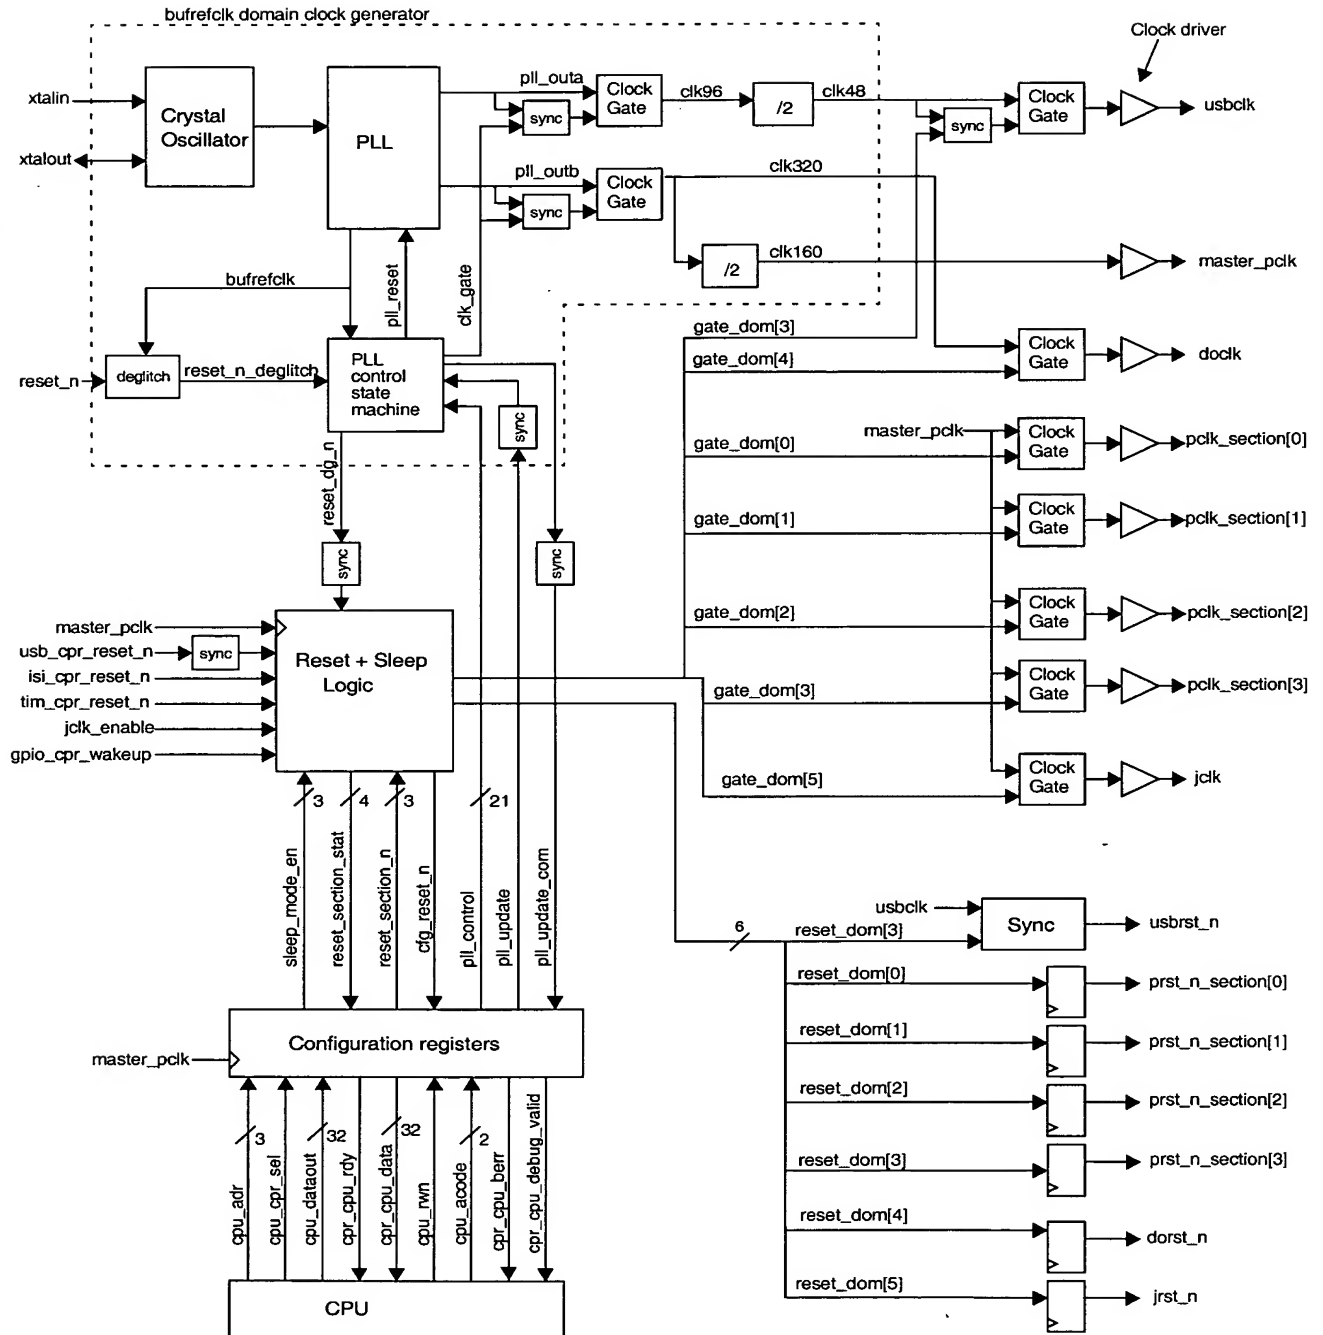 bufrefclk domain clock generator
Clock driver
xtalin
xtalout
Crystal
Oscillator
PLL
pll_outa
sync
Clock
Gate
clk96
/2
clk48
sync
Clock
Gate
usbclk
pll_outb
sync
Clock
Gate
clk320
/2
clk160
master_pclk
bufrefclk
pll_reset
clk_gate
reset_n
deglitch
reset_n_deglitch
PLL
control
state
machine
sync
gate_dom[3]
gate_dom[4]
Clock
Gate
doclk
master_pclk
gate_dom[0]
Clock
Gate
pclk_section[0]
reset_dg_n
sync
sync
gate_dom[1]
Clock
Gate
pclk_section[1]
gate_dom[2]
Clock
Gate
pclk_section[2]
gate_dom[3]
Clock
Gate
pclk_section[3]
gate_dom[5]
Clock
Gate
jclk
master_pclk
usb_cpr_reset_n
sync
isi_cpr_reset_n
tim_cpr_reset_n
jclk_enable
gpio_cpr_wakeup
Reset + Sleep
Logic
3
4
3
21
sleep_mode_en
reset_section_stat
reset_section_n
cfg_reset_n
pll_control
pll_update
pll_update_com
6
usbclk
reset_dom[3]
Sync
usbrst_n
reset_dom[0]
prst_n_section[0]
reset_dom[1]
prst_n_section[1]
reset_dom[2]
prst_n_section[2]
reset_dom[3]
prst_n_section[3]
reset_dom[4]
dorst_n
reset_dom[5]
jrst_n
master_pclk
Configuration registers
3
32
32
2
cpu_adr
cpu_cpr_sel
cpu_dataout
cpr_cpu_rdy
cpr_cpu_data
cpu_rwn
cpu_acode
cpr_cpu_berr
cpr_cpu_debug_valid
CPU